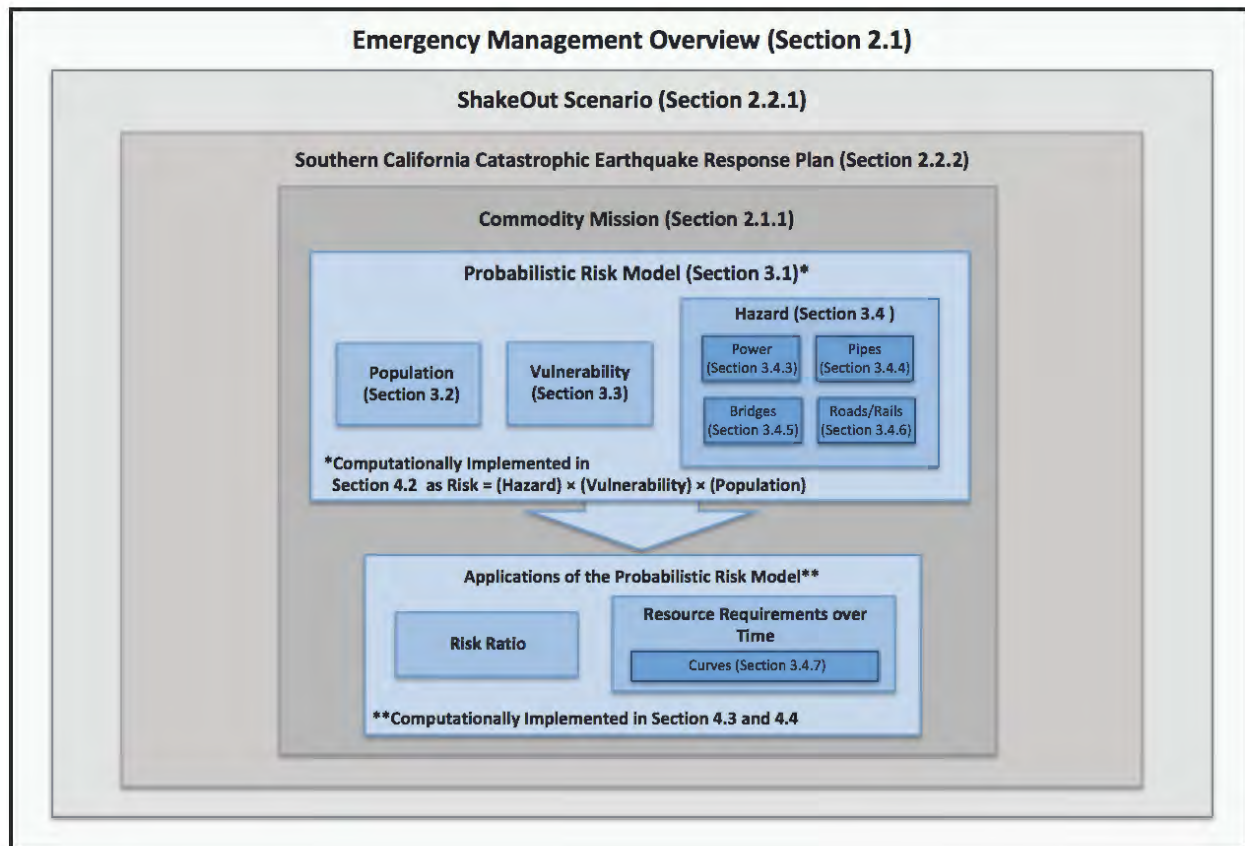 Emergency Management Overview (Section 2.1)
ShakeOut Scenario (Section 2.2.1)
Southern California Catastrophic Earthquake Response Plan (Section 2.2.2)
Commodity Mission (Section 2.1.1)
Probabilistic Risk Model (Section 3.1)*
Population
(Section 3.2)
Vulnerability
(Section 3.3)
Hazard (Section 3.4 )
Power
(Section 3.4.3)
Pipes
(Section 3.4.4)
Bridges
(Section 3.4.5)
Roads/Rails
(Section 3.4.6)
*Computationally Implemented in
Section 4.2 as Risk = (Hazard) × (Vulnerability) × (Population)
Applications of the Probabilistic Risk Model**
Risk Ratio
Resource Requirements over
Time
Curves (Section 3.4.7)
**Computationally Implemented in Section 4.3 and 4.4